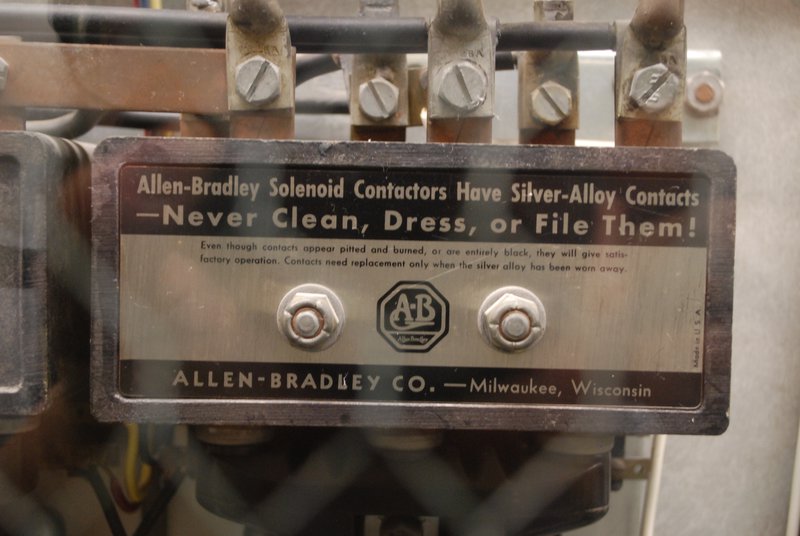 Allen-Bradley Solenoid Contactors Have Silver-Alloy Contacts
—Never Clean, Dress, or File Them!
Even though contacts appear pitted and burned, or are entirely black, they will give satis-
factory operation. Contacts need replacement only when the silver alloy has been worn away.
A-B
Allen-Bradley
Made in U.S.A.
ALLEN-BRADLEY CO. —Milwaukee, Wisconsin